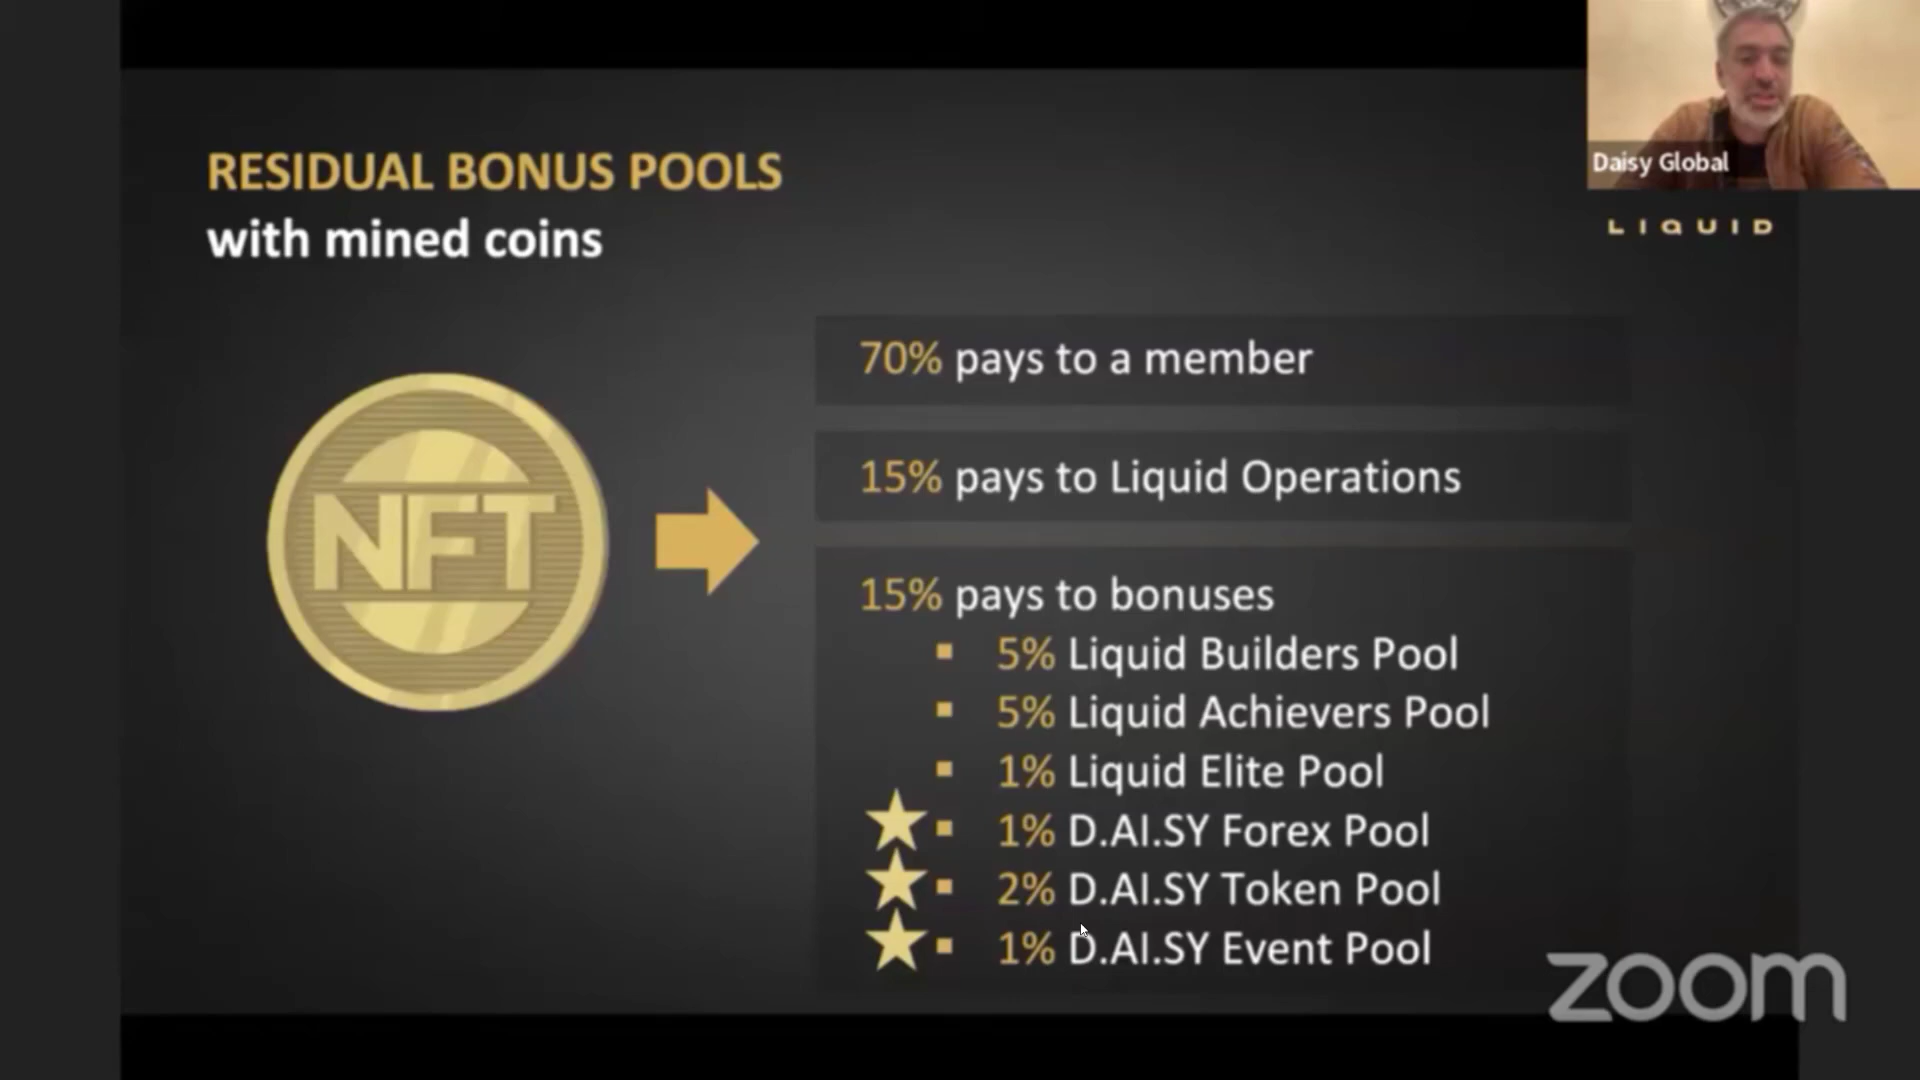 Daisy Global
LIQUID
RESIDUAL BONUS POOLS
with mined coins
NFT
70% pays to a member
15% pays to Liquid Operations
15% pays to bonuses
▪ 5% Liquid Builders Pool
▪ 5% Liquid Achievers Pool
▪ 1% Liquid Elite Pool
▪ 1% D.AI.SY Forex Pool
▪ 2% D.AI.SY Token Pool
▪ 1% D.AI.SY Event Pool
zoom